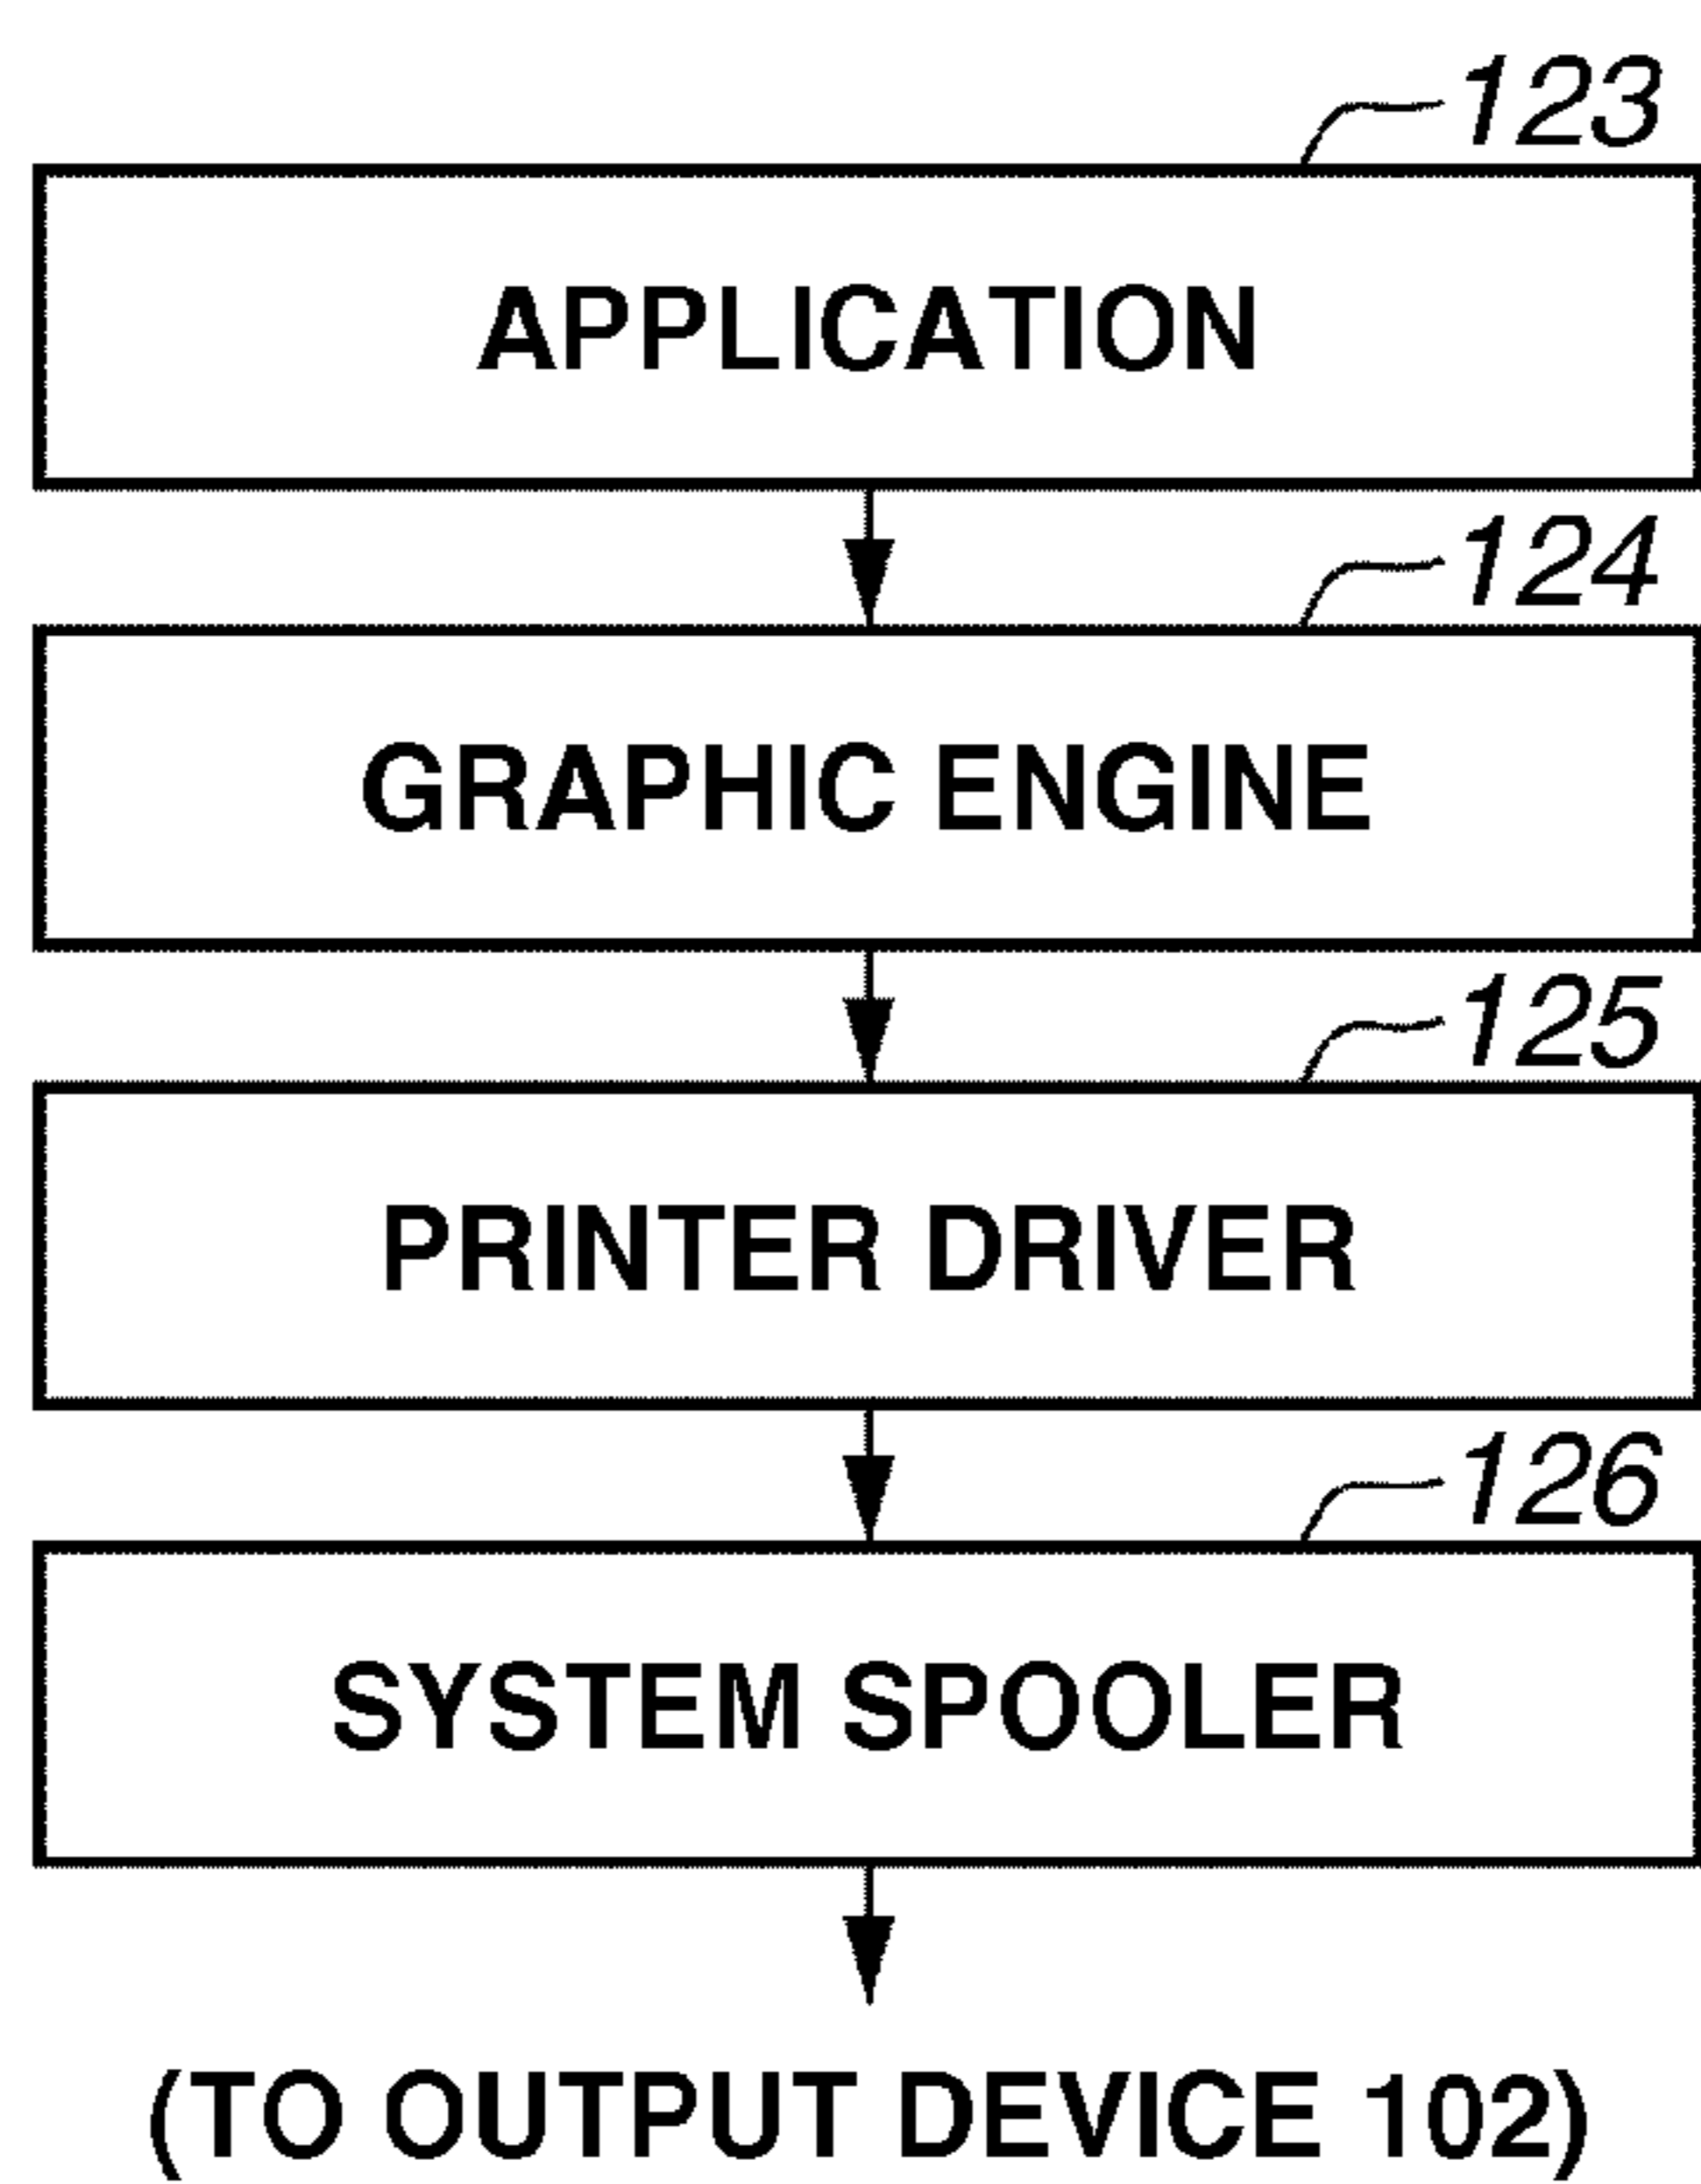 123
APPLICATION
124
GRAPHIC ENGINE
125
PRINTER DRIVER
126
SYSTEM SPOOLER
(TO OUTPUT DEVICE 102)